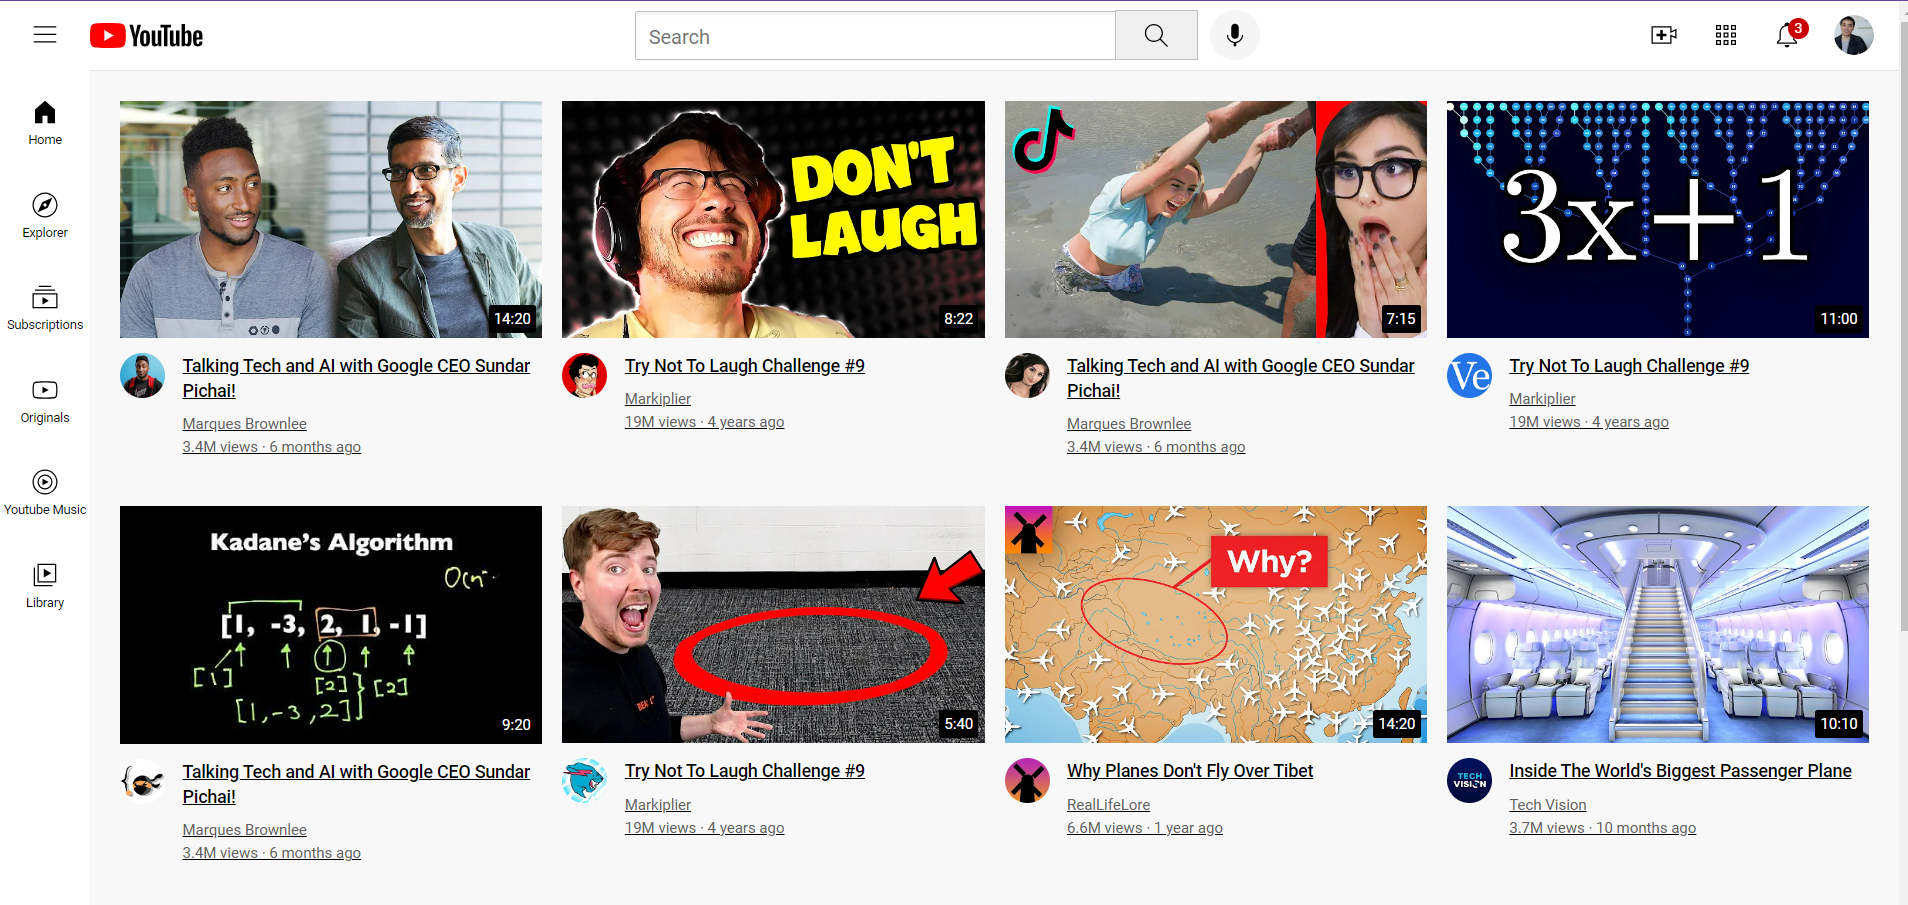 YouTube
Search
3
Home
Explorer
Subscriptions
Originals
Youtube Music
Library
14:20
Talking Tech and AI with Google CEO Sundar
Pichai!
Marques Brownlee
3.4M views · 6 months ago
DON'T
LAUGH
8:22
Try Not To Laugh Challenge #9
Markiplier
19M views · 4 years ago
7:15
Talking Tech and AI with Google CEO Sundar
Pichai!
Marques Brownlee
3.4M views · 6 months ago
3x+1
11:00
Ve
Try Not To Laugh Challenge #9
Markiplier
19M views · 4 years ago
Kadane's Algorithm
[1, -3, 2, 1, -1]
[1]
[2]
[2]
[1, -3, 2]
9:20
Talking Tech and AI with Google CEO Sundar
Pichai!
Marques Brownlee
3.4M views · 6 months ago
5:40
Try Not To Laugh Challenge #9
Markiplier
19M views · 4 years ago
Why?
14:20
Why Planes Don't Fly Over Tibet
RealLifeLore
6.6M views · 1 year ago
10:10
TECH
VISION
Inside The World's Biggest Passenger Plane
Tech Vision
3.7M views · 10 months ago